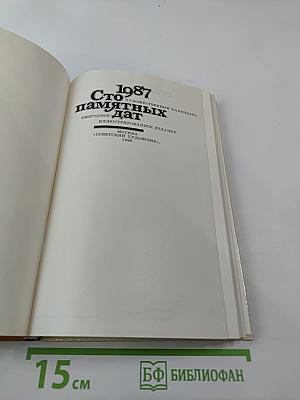 1987
ХУДОЖЕСТВЕННЫЙ КАЛЕНДАРЬ
Сто
памятных
ЕЖЕГОДНОЕ дат
ИЛЛЮСТРИРОВАННОЕ ИЗДАНИЕ
МОСКВА
«СОВЕТСКИЙ ХУДОЖНИК»,
1986
15 см
БФ БИБЛИОФАН